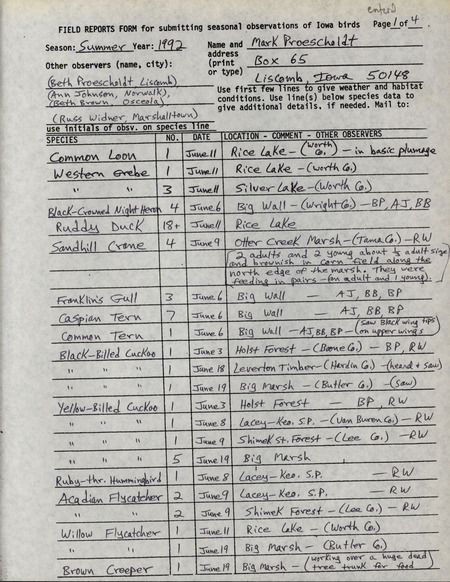 enter'd
FIELD REPORTS FORM for submitting seasonal observations of Iowa birds Page 1 of 4
Season: Summer Year: 1992 Name and Mark Proescholdt
address
Other observers (name, city): (print Box 65
or type) Liscomb, Iowa 50148
(Beth Proescholdt, Liscomb)
(Ann Johnson, Norwalk), Use first few lines to give weather and habitat
(Beth Brown, Osceola) conditions. Use line(s) below species data to
give additional details, if needed. Mail to:
(Russ Widner, Marshalltown)
use initials of obsv. on species line
SPECIES NO. DATE LOCATION - COMMENT - OTHER OBSERVERS
Common Loon 1 June 11 Rice Lake - (Worth Co.) - in basic plumage
Western Grebe 1 June 11 Rice Lake - (Worth Co.)
" " 3 June 11 Silver Lake - (Worth Co.)
Black-Crowned Night Heron 4 June 6 Big Wall - (Wright Co.) - BP, AJ, BB
Ruddy Duck 18+ June 11 Rice Lake
Sandhill Crane 4 June 9 Otter Creek Marsh - (Tama Co.) - RW
(2 adults and 2 young about ½ adult size
and brownish in corn field along the
north edge of the marsh. They were
feeding in pairs - (an adult and 1 young).
Franklin's Gull 3 June 6 Big Wall - AJ, BB, BP
Caspian Tern 7 June 6 Big Wall AJ, BB, BP
Common Tern 1 June 6 Big Wall - AJ, BB, BP - (saw Black wing tips on upper wings)
Black-Billed Cuckoo 1 June 3 Holst Forest - (Boone Co.) - BP, RW
" " " 1 June 18 Leverton Timber - (Hardin Co.) - (heard + saw)
" " " 1 June 19 Big Marsh - (Butler Co.) - (saw)
Yellow-Billed Cuckoo 1 June 3 Holst Forest - BP, RW
" " " 1 June 8 Lacey-Keo. S.P. - (Van Buren Co.) - RW
" " " 1 June 9 Shimek St. Forest - (Lee Co.) - RW
" " " 5 June 19 Big Marsh
Ruby-thr. Hummingbird 1 June 8 Lacey-Keo. S.P. - RW
Acadian Flycatcher 2 June 9 Lacey-Keo. S.P. - RW
" " 2 June 9 Shimek Forest - (Lee Co.) - RW
Willow Flycatcher 1 June 11 Rice Lake - (Worth Co.)
" " 1 June 19 Big Marsh - (Butler Co.)
Brown Creeper 1 June 19 Big Marsh - (working over a huge dead tree trunk for food)